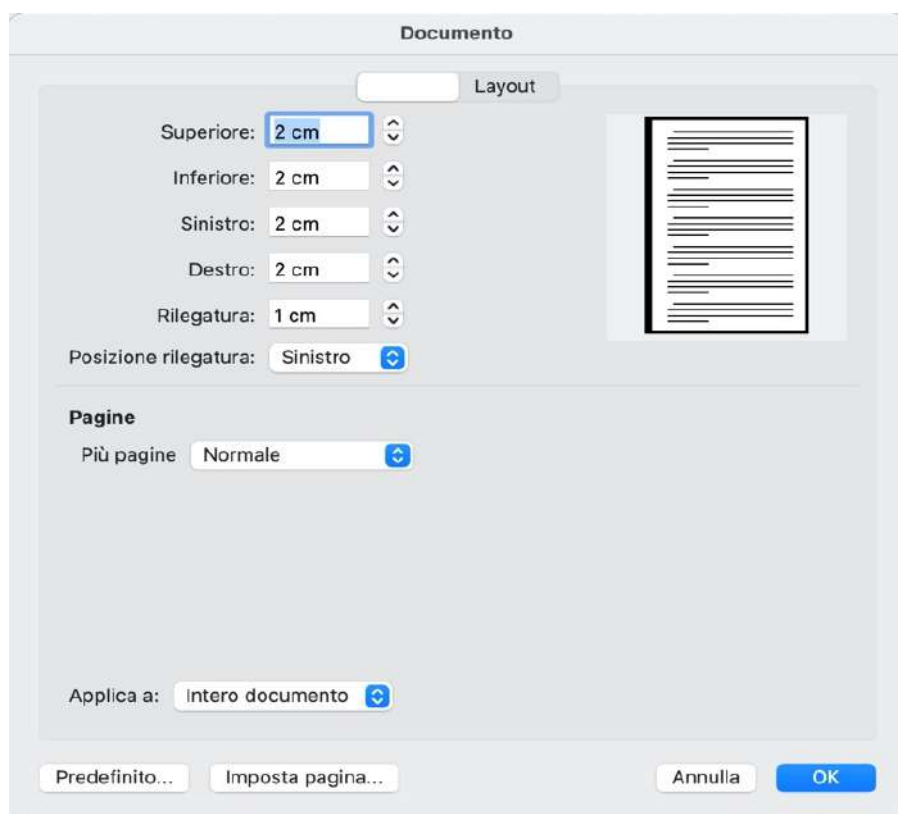 Documento
Layout
Superiore: 2 cm
Inferiore: 2 cm
Sinistro: 2 cm
Destro: 2 cm
Rilegatura: 1 cm
Posizione rilegatura: Sinistro
Pagine
Più pagine Normale
Applica a: Intero documento
Predefinito... Imposta pagina... Annulla OK